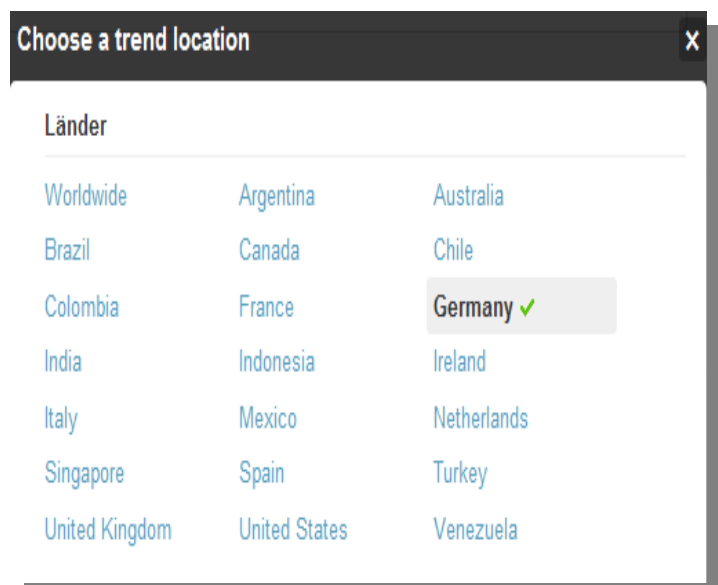 Choose a trend location
Länder
Worldwide Argentina Australia
Brazil Canada Chile
Colombia France Germany
India Indonesia Ireland
Italy Mexico Netherlands
Singapore Spain Turkey
United Kingdom United States Venezuela